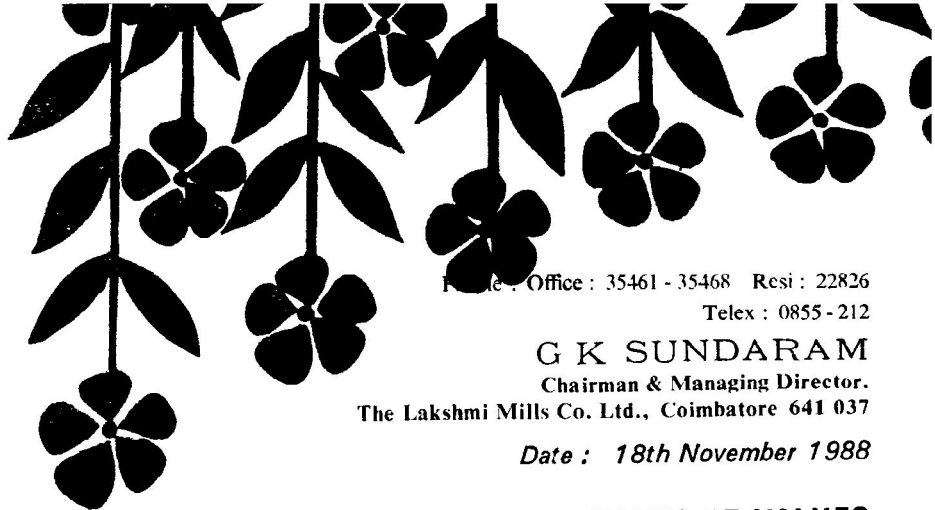 Office : 35461 - 35468 Resi : 22826
Telex : 0855 - 212
G K SUNDARAM
Chairman & Managing Director.
The Lakshmi Mills Co. Ltd., Coimbatore 641 037
Date : 18th November 1988